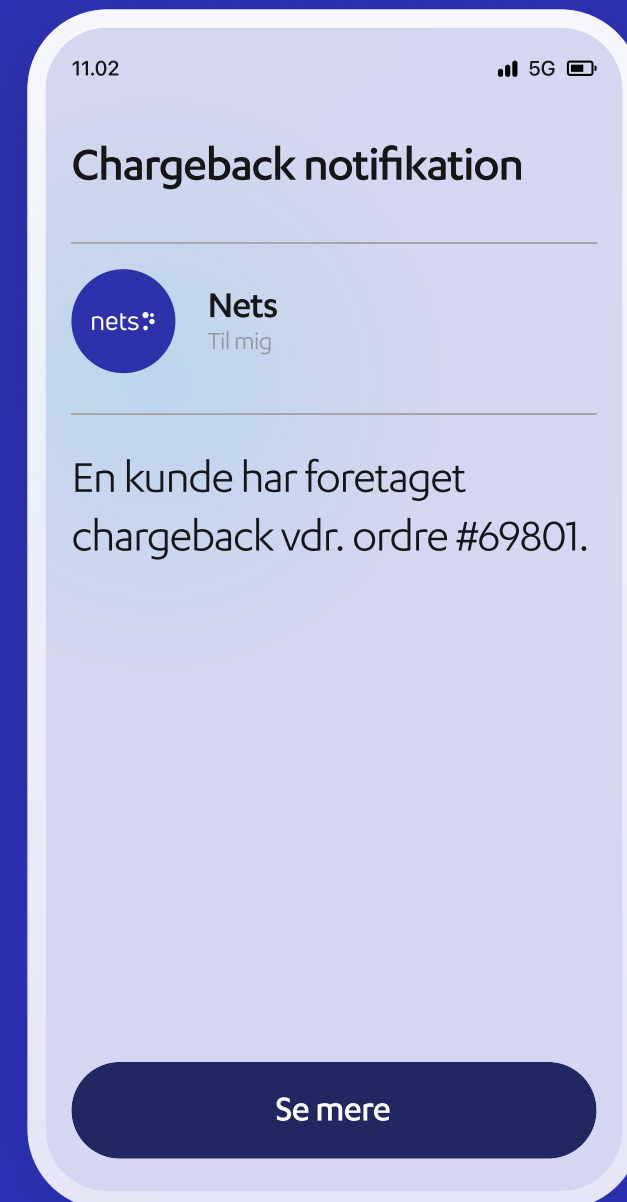 11.02
5G
Chargeback notifikation
nets
Nets
Til mig
En kunde har foretaget
chargeback vdr. ordre #69801.
Se mere